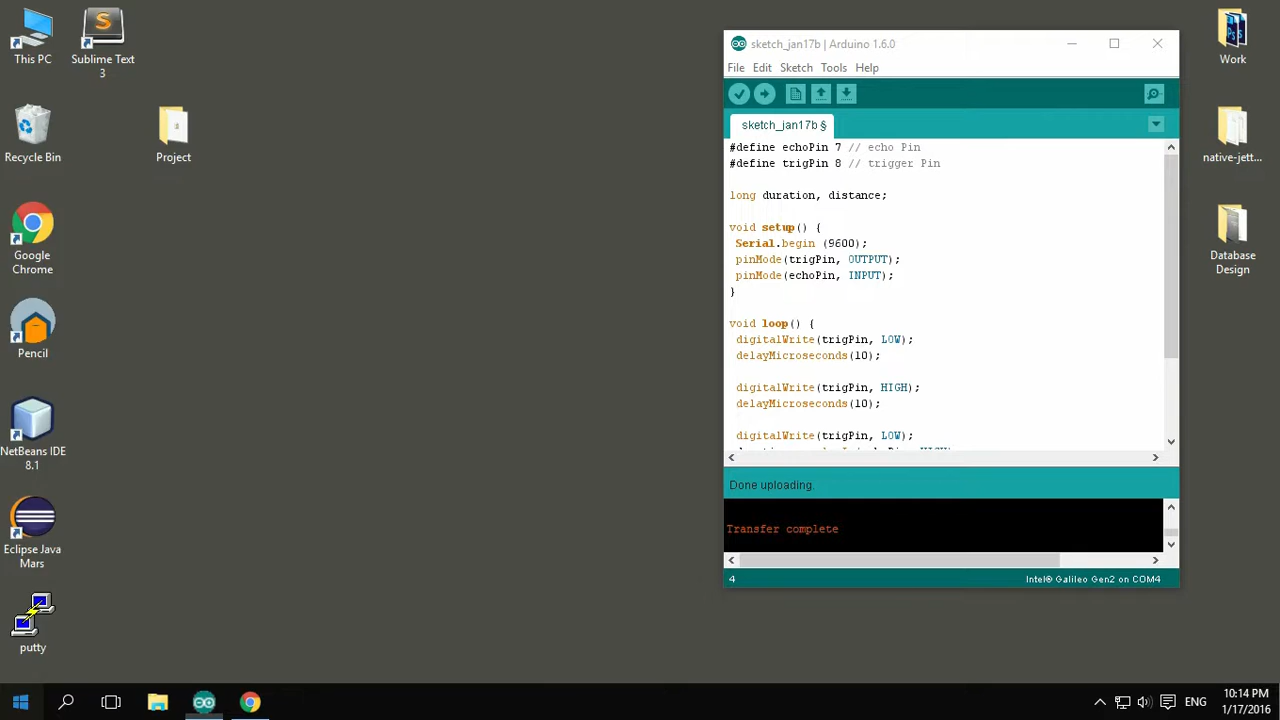 This PC
Sublime Text
3
Recycle Bin
Project
Google
Chrome
Pencil
NetBeans IDE
8.1
Eclipse Java
Mars
putty
sketch_jan17b | Arduino 1.6.0
File Edit Sketch Tools Help
sketch_jan17b §
#define echoPin 7 // echo Pin
#define trigPin 8 // trigger Pin
long duration, distance;
void setup() {
Serial.begin (9600);
pinMode(trigPin, OUTPUT);
pinMode(echoPin, INPUT);
}
void loop() {
digitalWrite(trigPin, LOW);
delayMicroseconds(10);
digitalWrite(trigPin, HIGH);
delayMicroseconds(10);
digitalWrite(trigPin, LOW);
Done uploading.
Transfer complete
4 Intel® Galileo Gen2 on COM4
Work
native-jett...
Database
Design
ENG
10:14 PM
1/17/2016